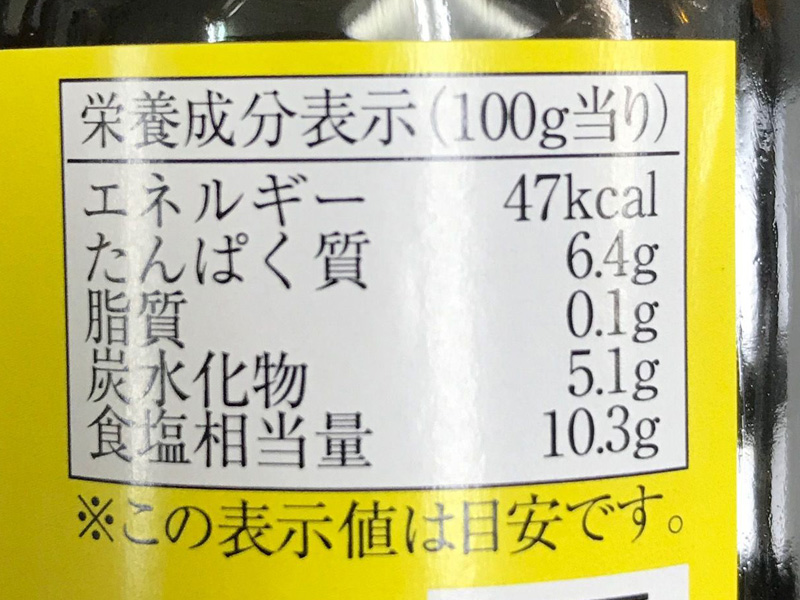 栄養成分表示(100g当り)
エネルギー 47kcal
たんぱく質 6.4g
脂質 0.1g
炭水化物 5.1g
食塩相当量 10.3g
※この表示値は目安です。